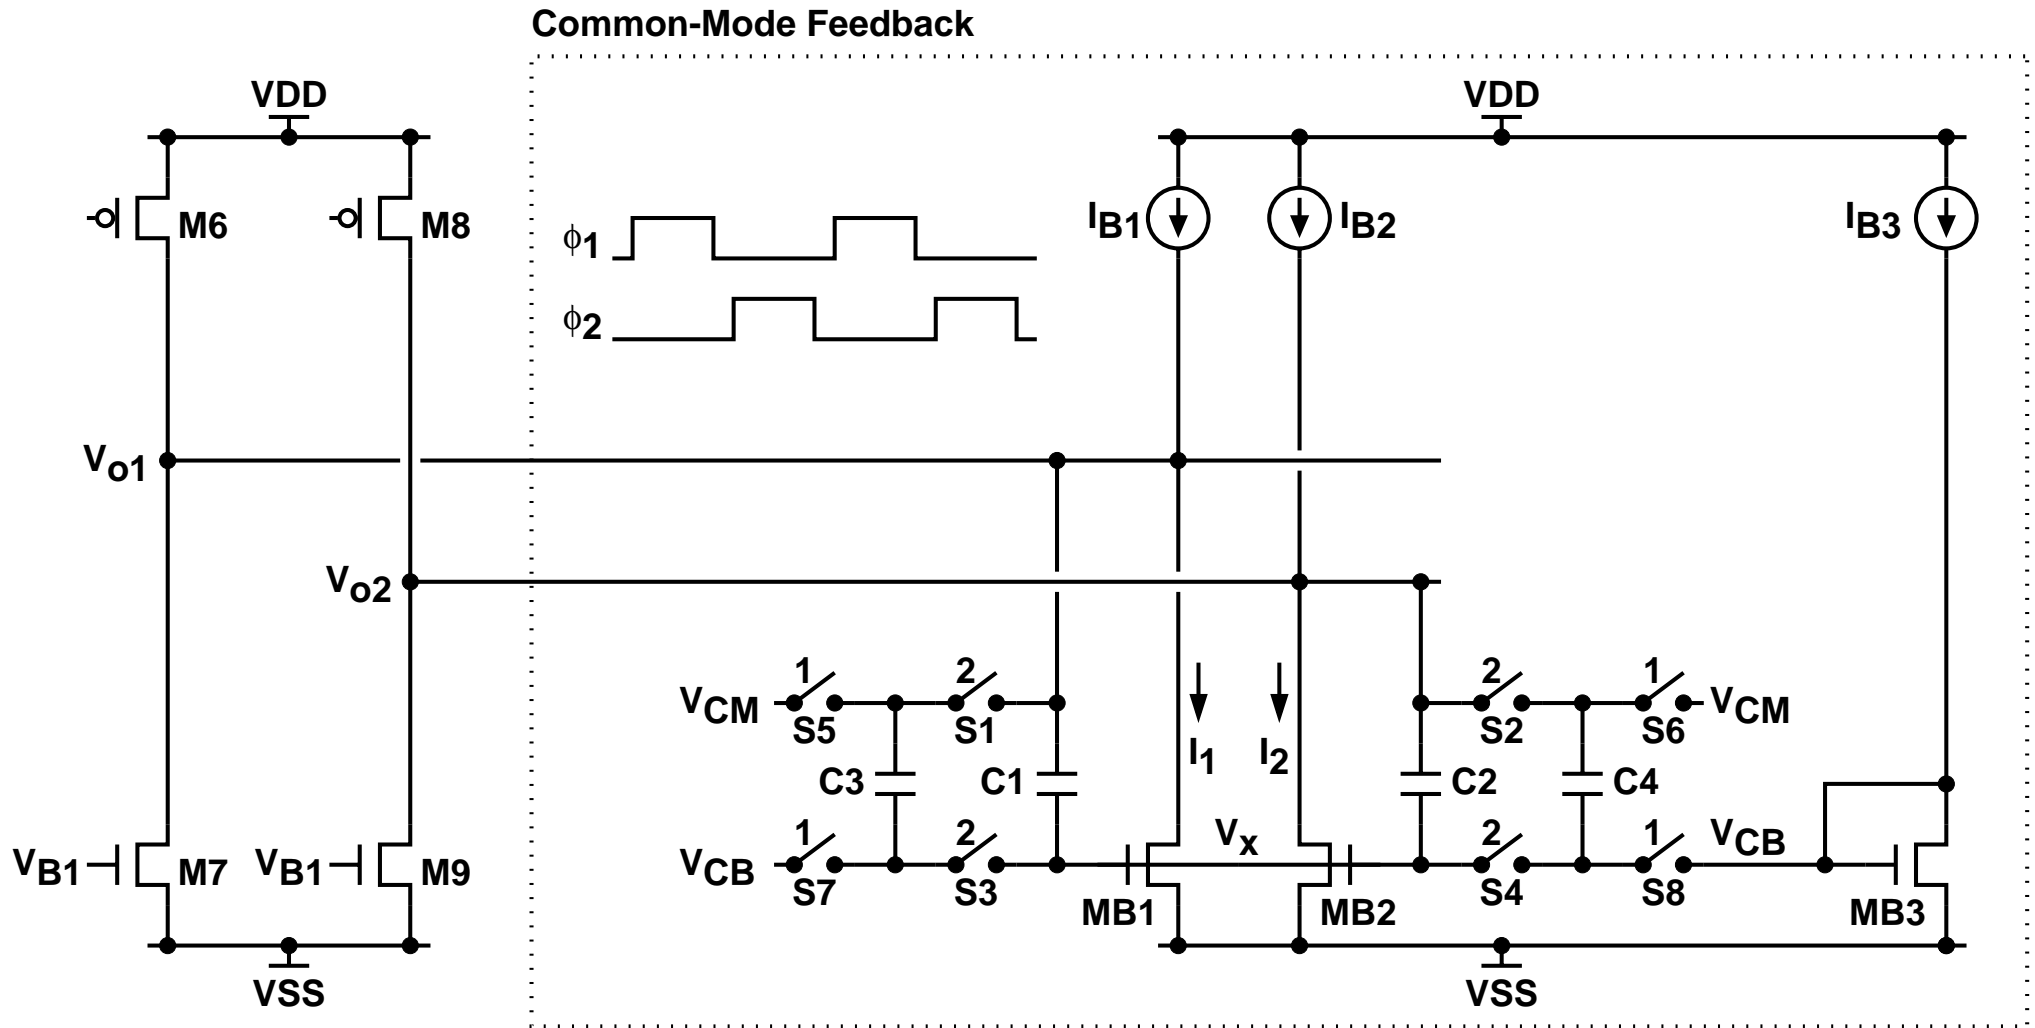 Common-Mode Feedback
VDD VDD
M6 M8 ϕ1 IB1 IB2 IB3
ϕ2
Vo1
Vo2
1 2 2 1
VCM S5 S1 S2 S6 VCM
I1 I2
C3 C1 C2 C4
1 2 Vx 2 1 VCB
VB1 M7 VB1 M9 VCB S7 S3 S4 S8
MB1 MB2 MB3
VSS VSS